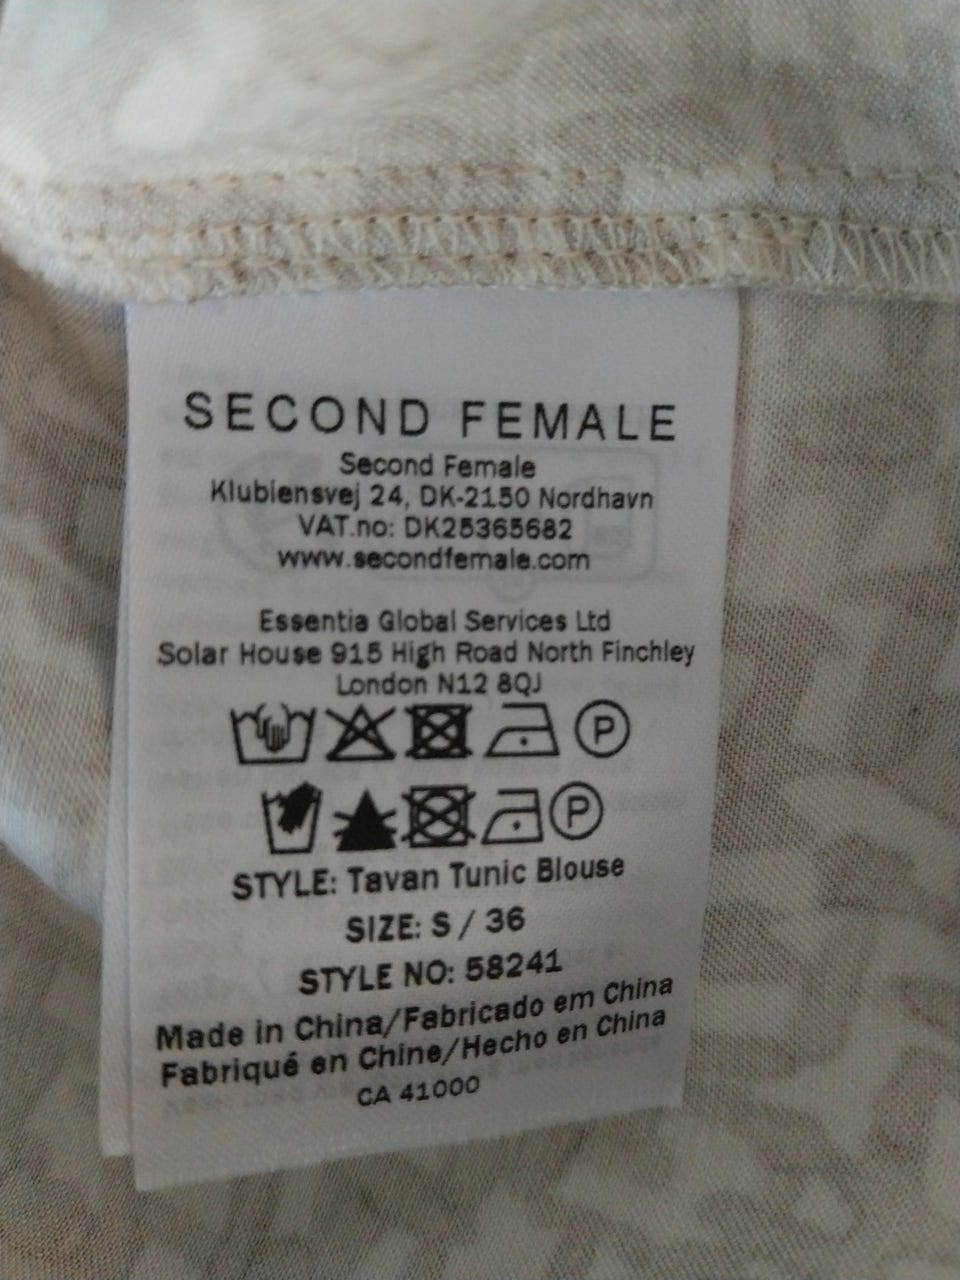 SECOND FEMALE
Second Female
Klubiensvej 24, DK-2150 Nordhavn
VAT.no: DK25365682
www.secondfemale.com
Essentia Global Services Ltd
Solar House 915 High Road North Finchley
London N12 8QJ
P
P
STYLE: Tavan Tunic Blouse
SIZE: S / 36
STYLE NO: 58241
Made in China/Fabricado em China
Fabriqué en Chine/Hecho en China
CA 41000